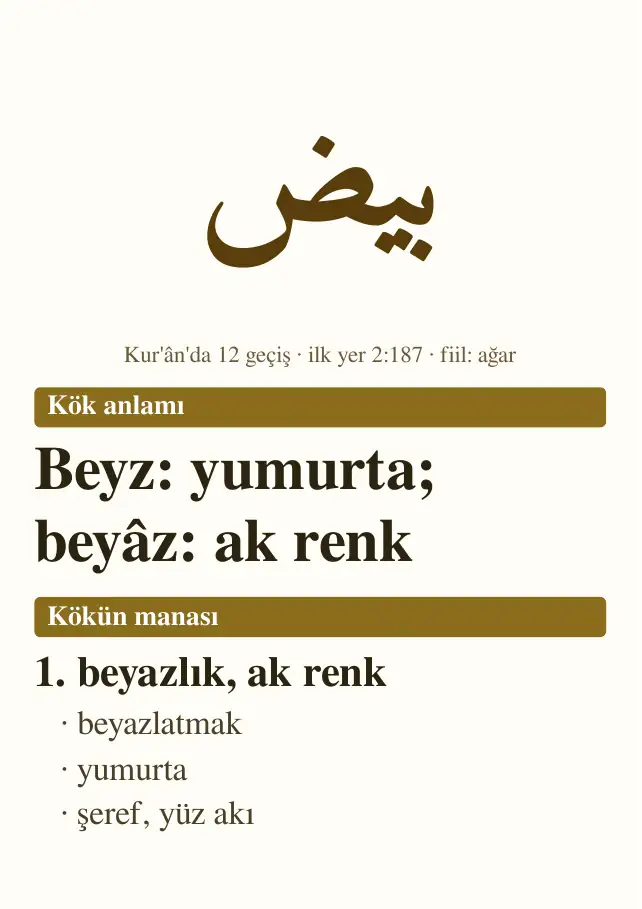 بيض
Kur'ân'da 12 geçiş · ilk yer 2:187 · fiil: ağar
Kök anlamı
Beyz: yumurta;
beyâz: ak renk
Kökün manası
1. beyazlık, ak renk
· beyazlatmak
· yumurta
· şeref, yüz akı